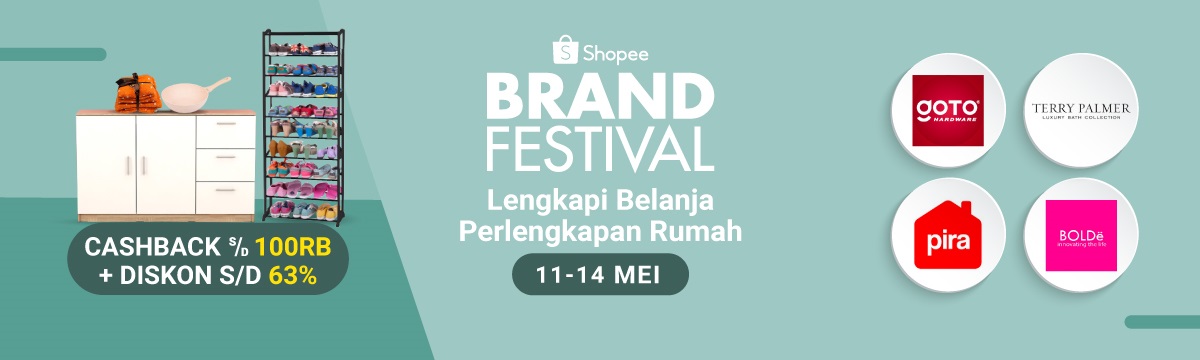 Shopee
BRAND
FESTIVAL
Lengkapi Belanja
Perlengkapan Rumah
11-14 MEI
CASHBACK S/D 100RB
+ DISKON S/D 63%
goto
HARDWARE
TERRY PALMER
LUXURY BATH COLLECTION
pira
BOLDe
innovating the life